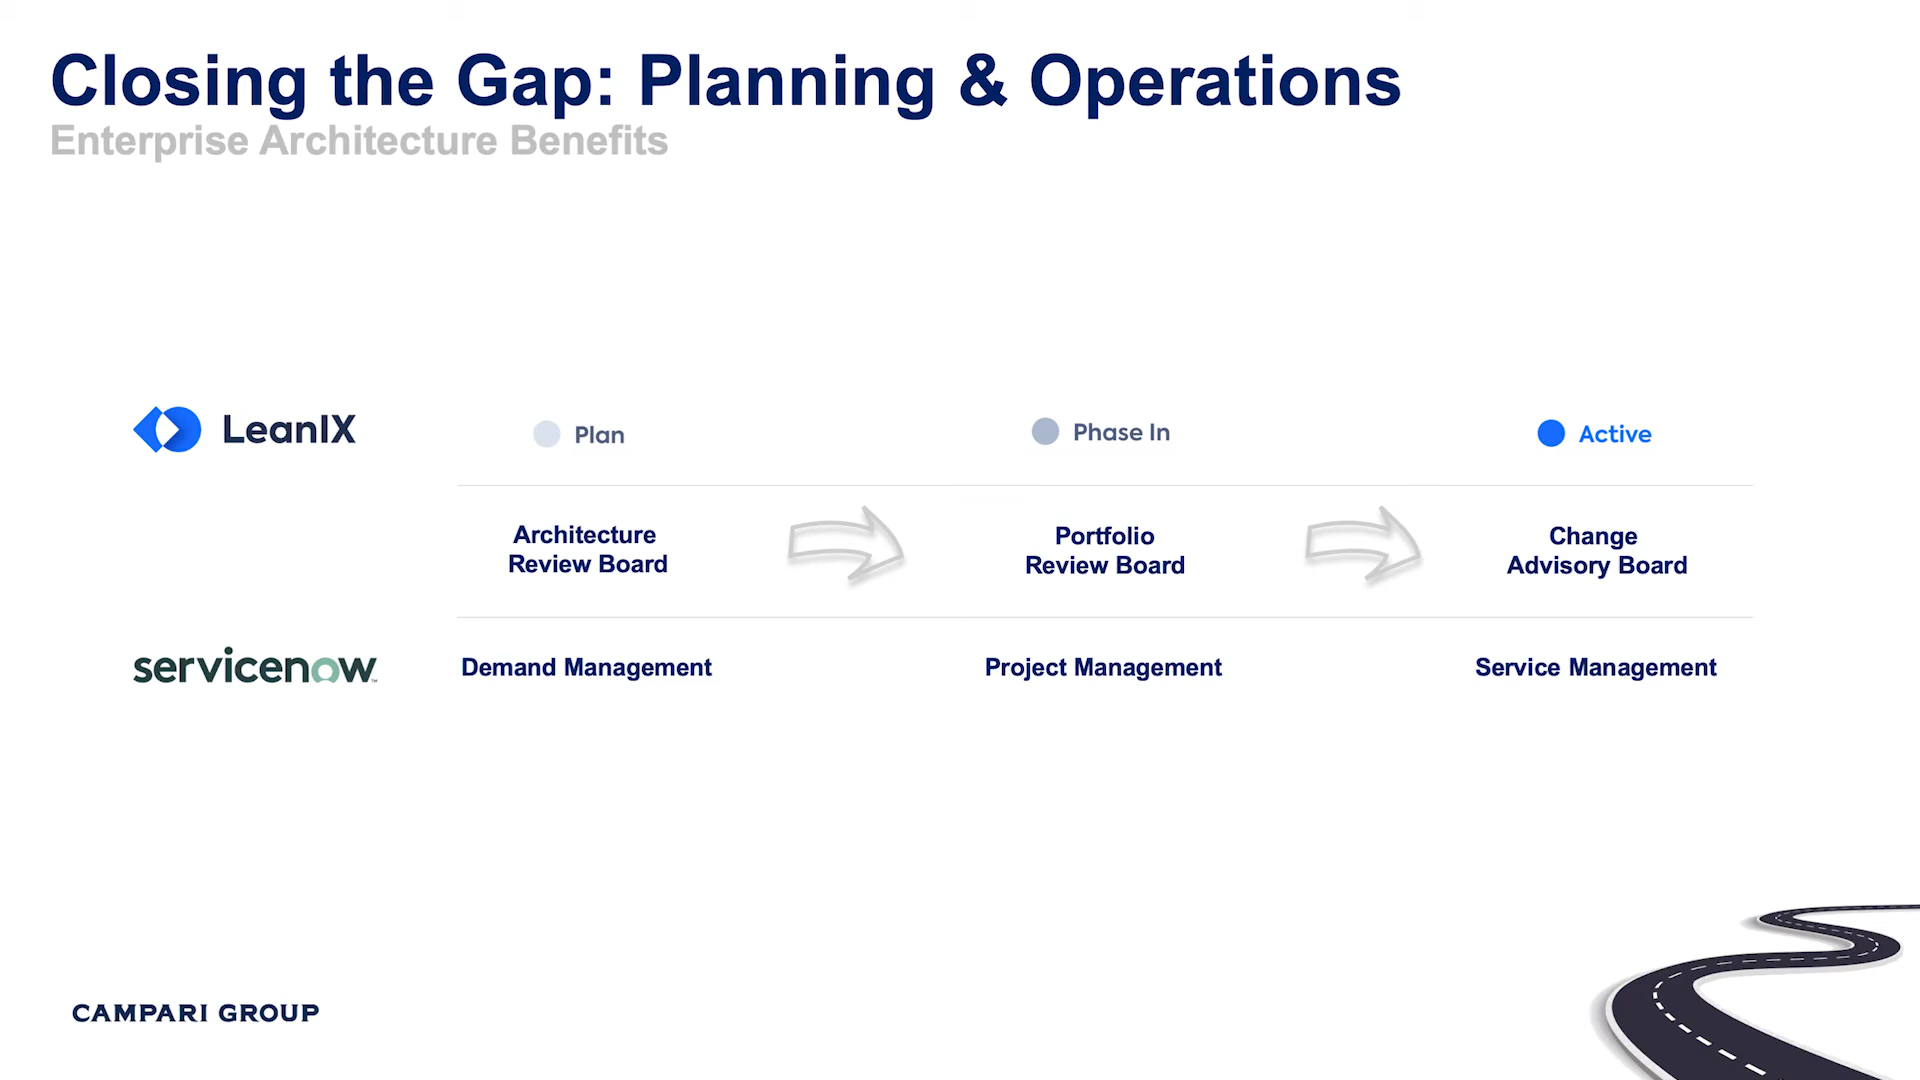 Closing the Gap: Planning & Operations
Enterprise Architecture Benefits
LeanIX
Plan
Phase In
Active
Architecture
Review Board
Portfolio
Review Board
Change
Advisory Board
servicenow
Demand Management
Project Management
Service Management
CAMPARI GROUP